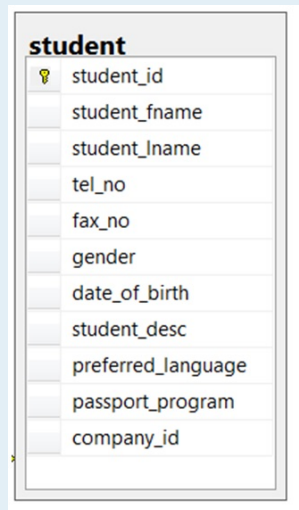 student
student_id
student_fname
student_lname
tel_no
fax_no
gender
date_of_birth
student_desc
preferred_language
passport_program
company_id